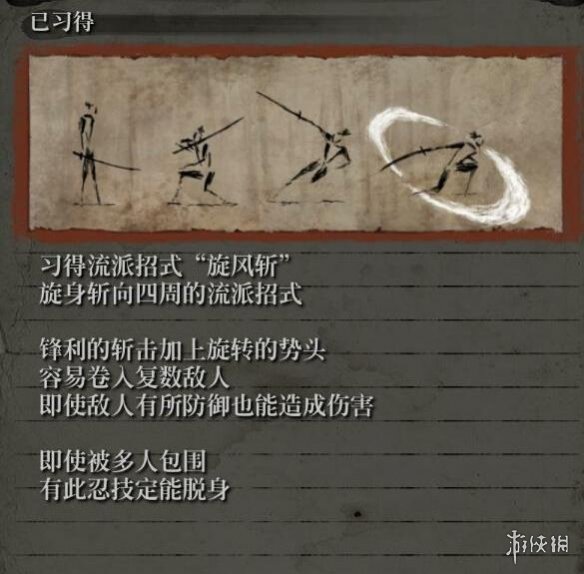 已习得
习得流派招式“旋风斩”
旋身斩向四周的流派招式
锋利的斩击加上旋转的势头
容易卷入复数敌人
即使敌人有所防御也能造成伤害
即使被多人包围
有此忍技定能脱身
游侠网